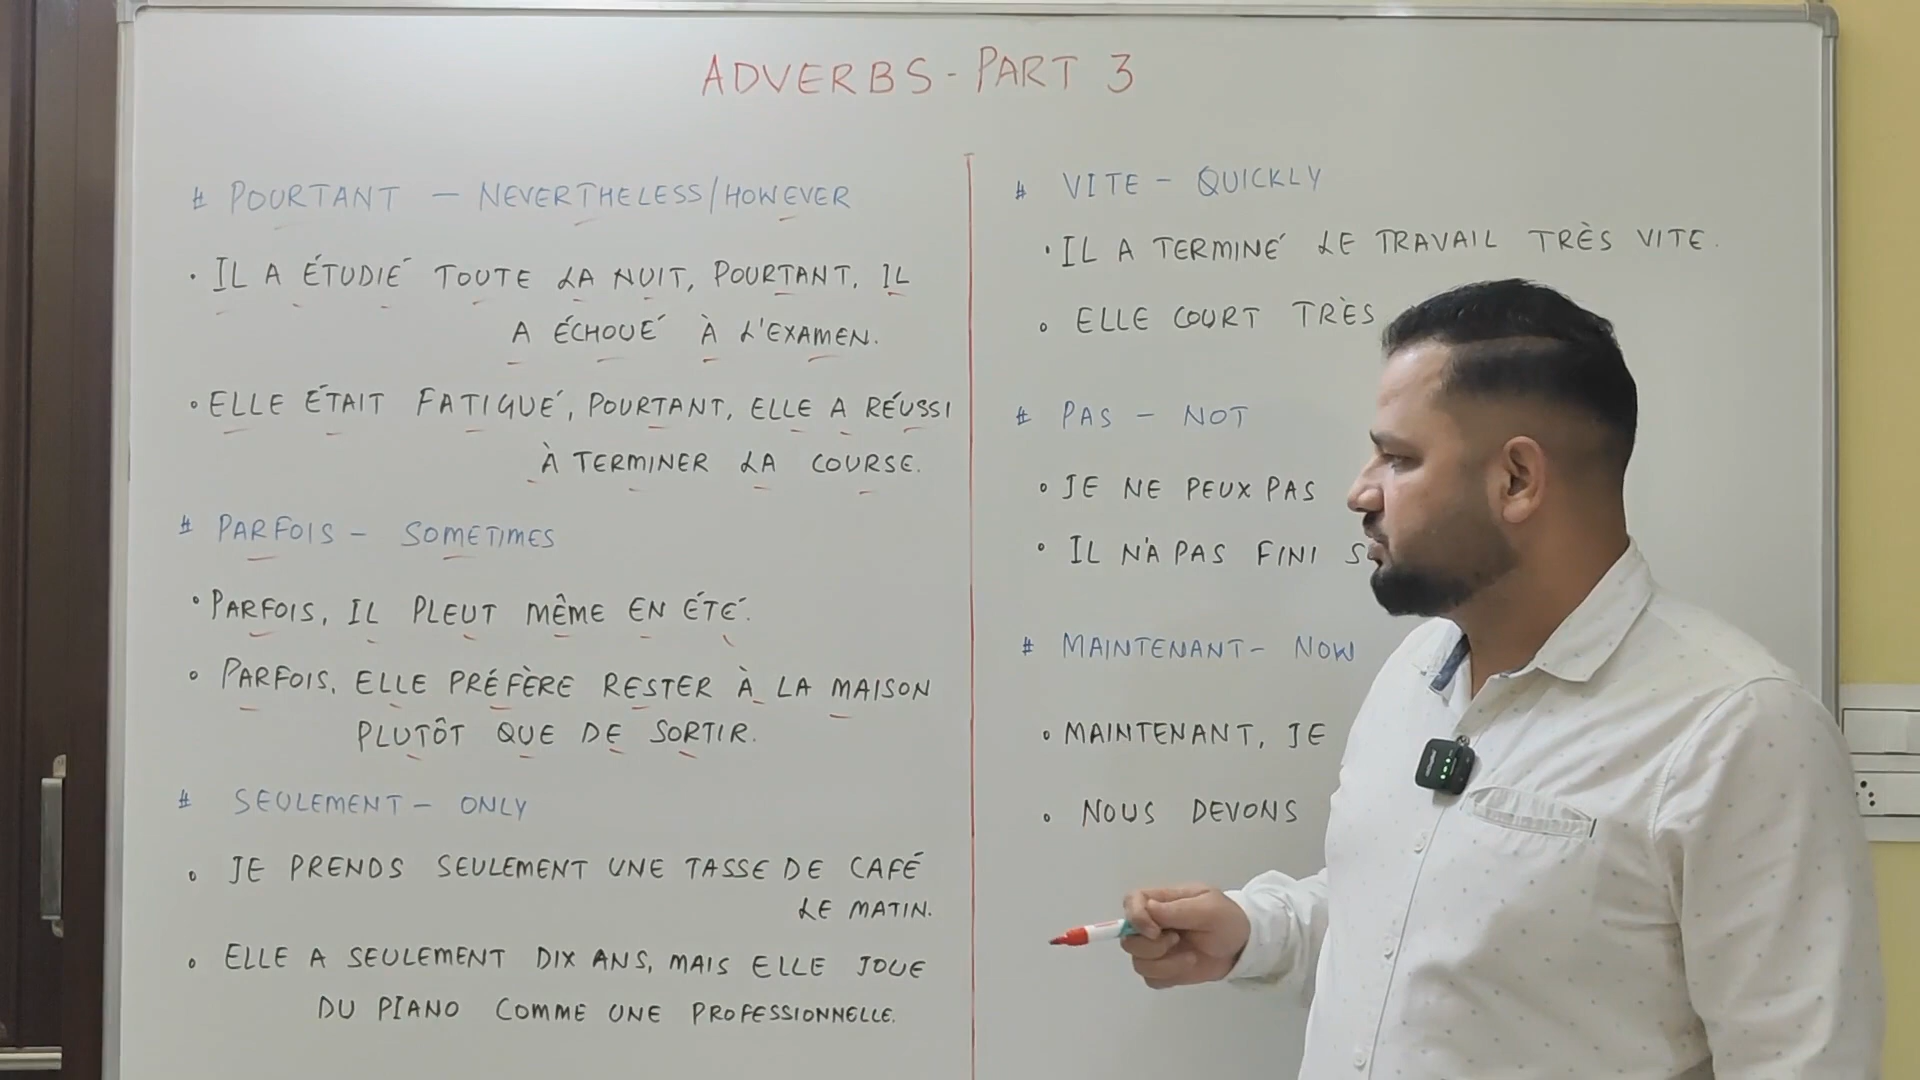 ADVERBS - PART 3
# POURTANT — NEVERTHELESS/HOWEVER
• IL A ÉTUDIÉ TOUTE LA NUIT, POURTANT, IL
A ÉCHOUÉ À L'EXAMEN.
• ELLE ÉTAIT FATIGUÉ, POURTANT, ELLE A RÉUSSI
À TERMINER LA COURSE.
# PARFOIS - SOMETIMES
• PARFOIS, IL PLEUT MÊME EN ÉTÉ.
• PARFOIS, ELLE PRÉFÈRE RESTER À LA MAISON
PLUTÔT QUE DE SORTIR.
# SEULEMENT - ONLY
• JE PRENDS SEULEMENT UNE TASSE DE CAFÉ
LE MATIN.
• ELLE A SEULEMENT DIX ANS, MAIS ELLE JOUE
DU PIANO COMME UNE PROFESSIONNELLE.
# VITE - QUICKLY
• IL A TERMINÉ LE TRAVAIL TRÈS VITE.
• ELLE COURT TRÈS
# PAS - NOT
• JE NE PEUX PAS
• IL N'A PAS FINI S
# MAINTENANT - NOW
• MAINTENANT, JE
• NOUS DEVONS